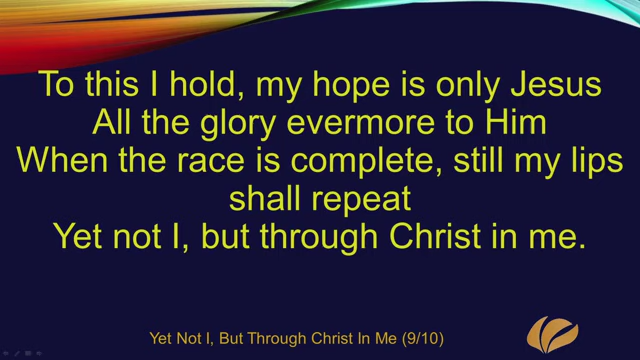 To this I hold, my hope is only Jesus
All the glory evermore to Him
When the race is complete, still my lips
shall repeat
Yet not I, but through Christ in me.
Yet Not I, But Through Christ In Me (9/10)